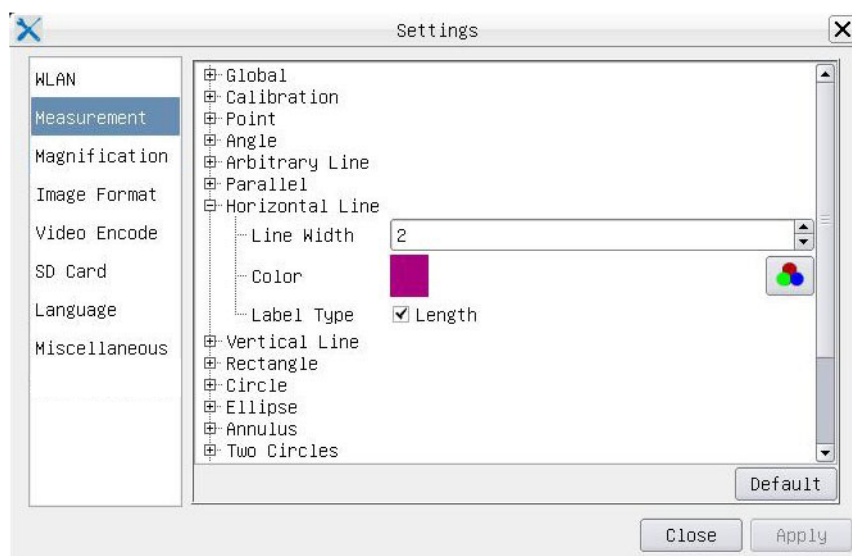 Settings
WLAN
Measurement
Magnification
Image Format
Video Encode
SD Card
Language
Miscellaneous
Global
Calibration
Point
Angle
Arbitrary Line
Parallel
Horizontal Line
Line Width 2
Color
Label Type Length
Vertical Line
Rectangle
Circle
Ellipse
Annulus
Two Circles
Default
Close Apply